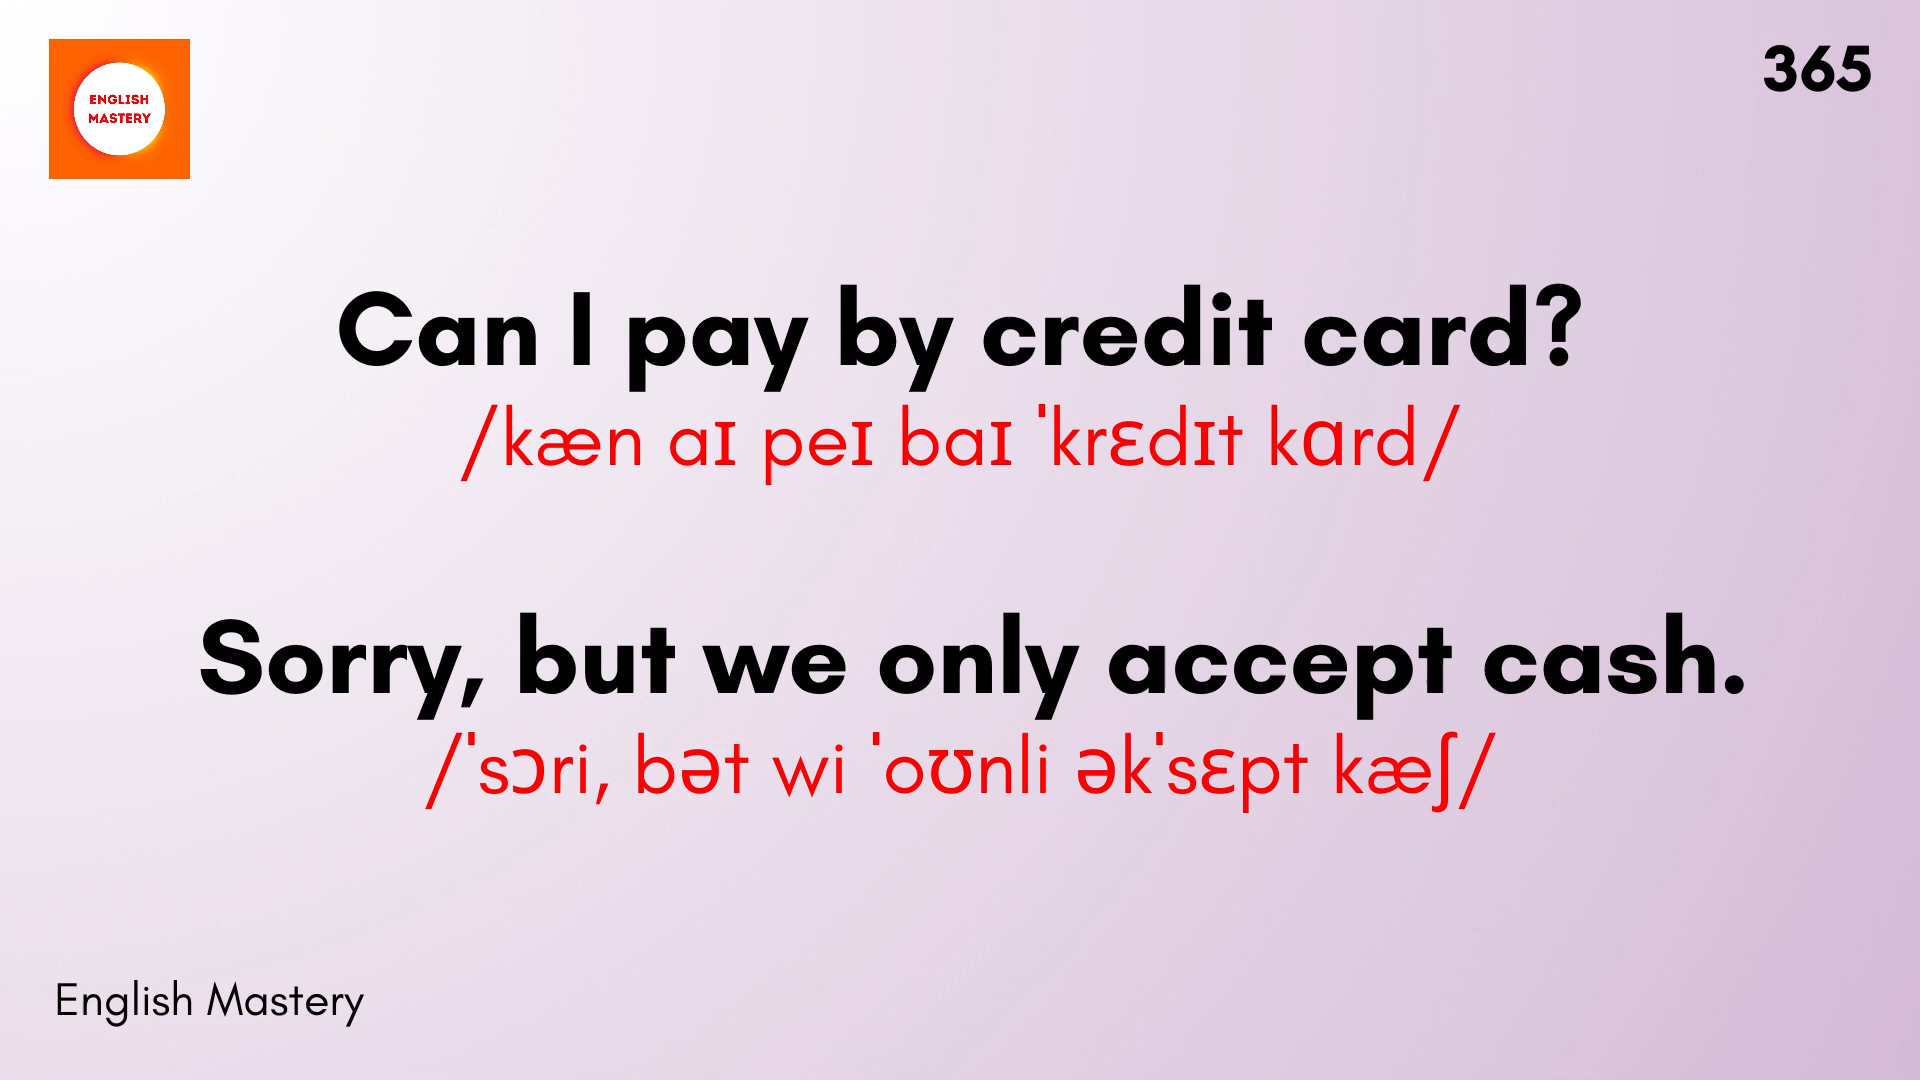 ENGLISH
MASTERY
365
Can I pay by credit card?
/kæn aɪ peɪ baɪ ˈkrɛdɪt kɑrd/
Sorry, but we only accept cash.
/ˈsɔri, bət wi ˈoʊnli əkˈsɛpt kæʃ/
English Mastery